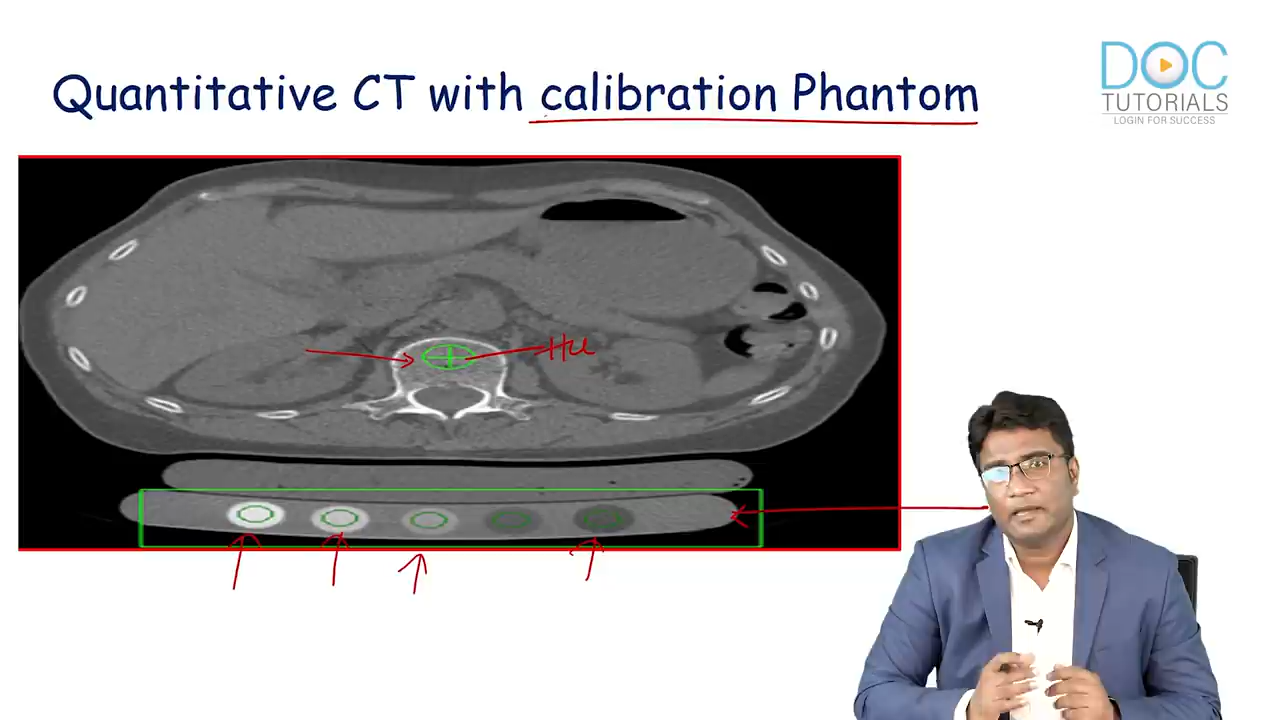 Quantitative CT with calibration Phantom
DOC
TUTORIALS
LOGIN FOR SUCCESS
HU